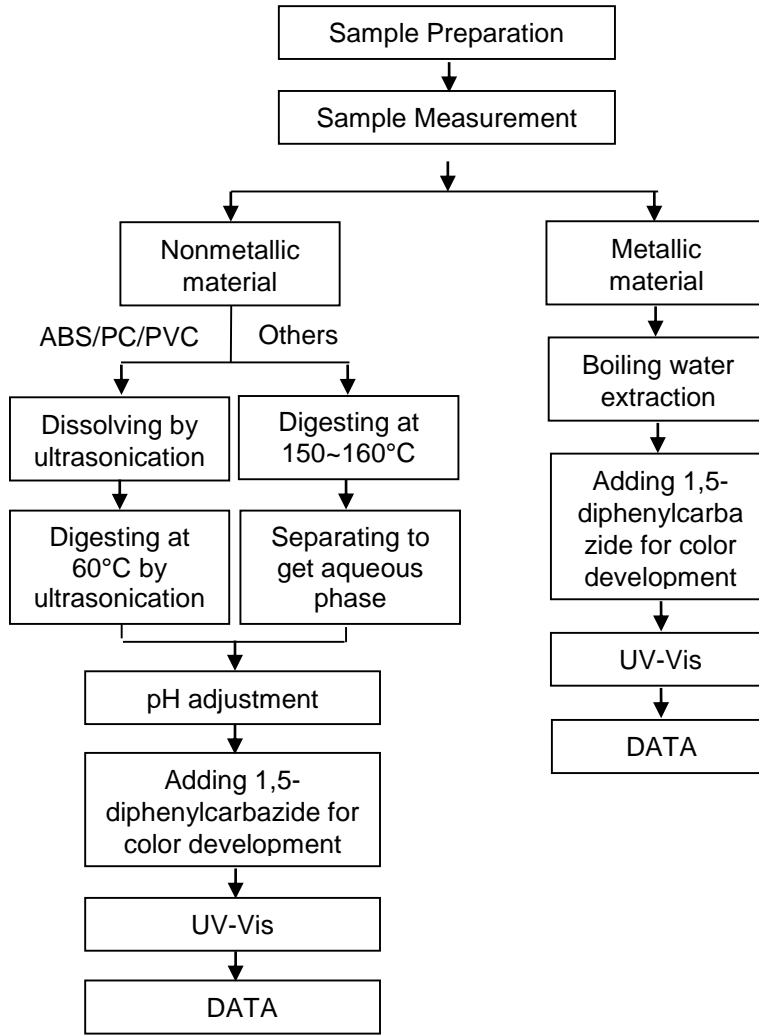 Sample Preparation
Sample Measurement
Nonmetallic
material
ABS/PC/PVC
Others
Dissolving by
ultrasonication
Digesting at
150~160°C
Digesting at
60°C by
ultrasonication
Separating to
get aqueous
phase
pH adjustment
Adding 1,5-
diphenylcarbazide for
color development
UV-Vis
DATA
Metallic
material
Boiling water
extraction
Adding 1,5-
diphenylcarba
zide for color
development
UV-Vis
DATA